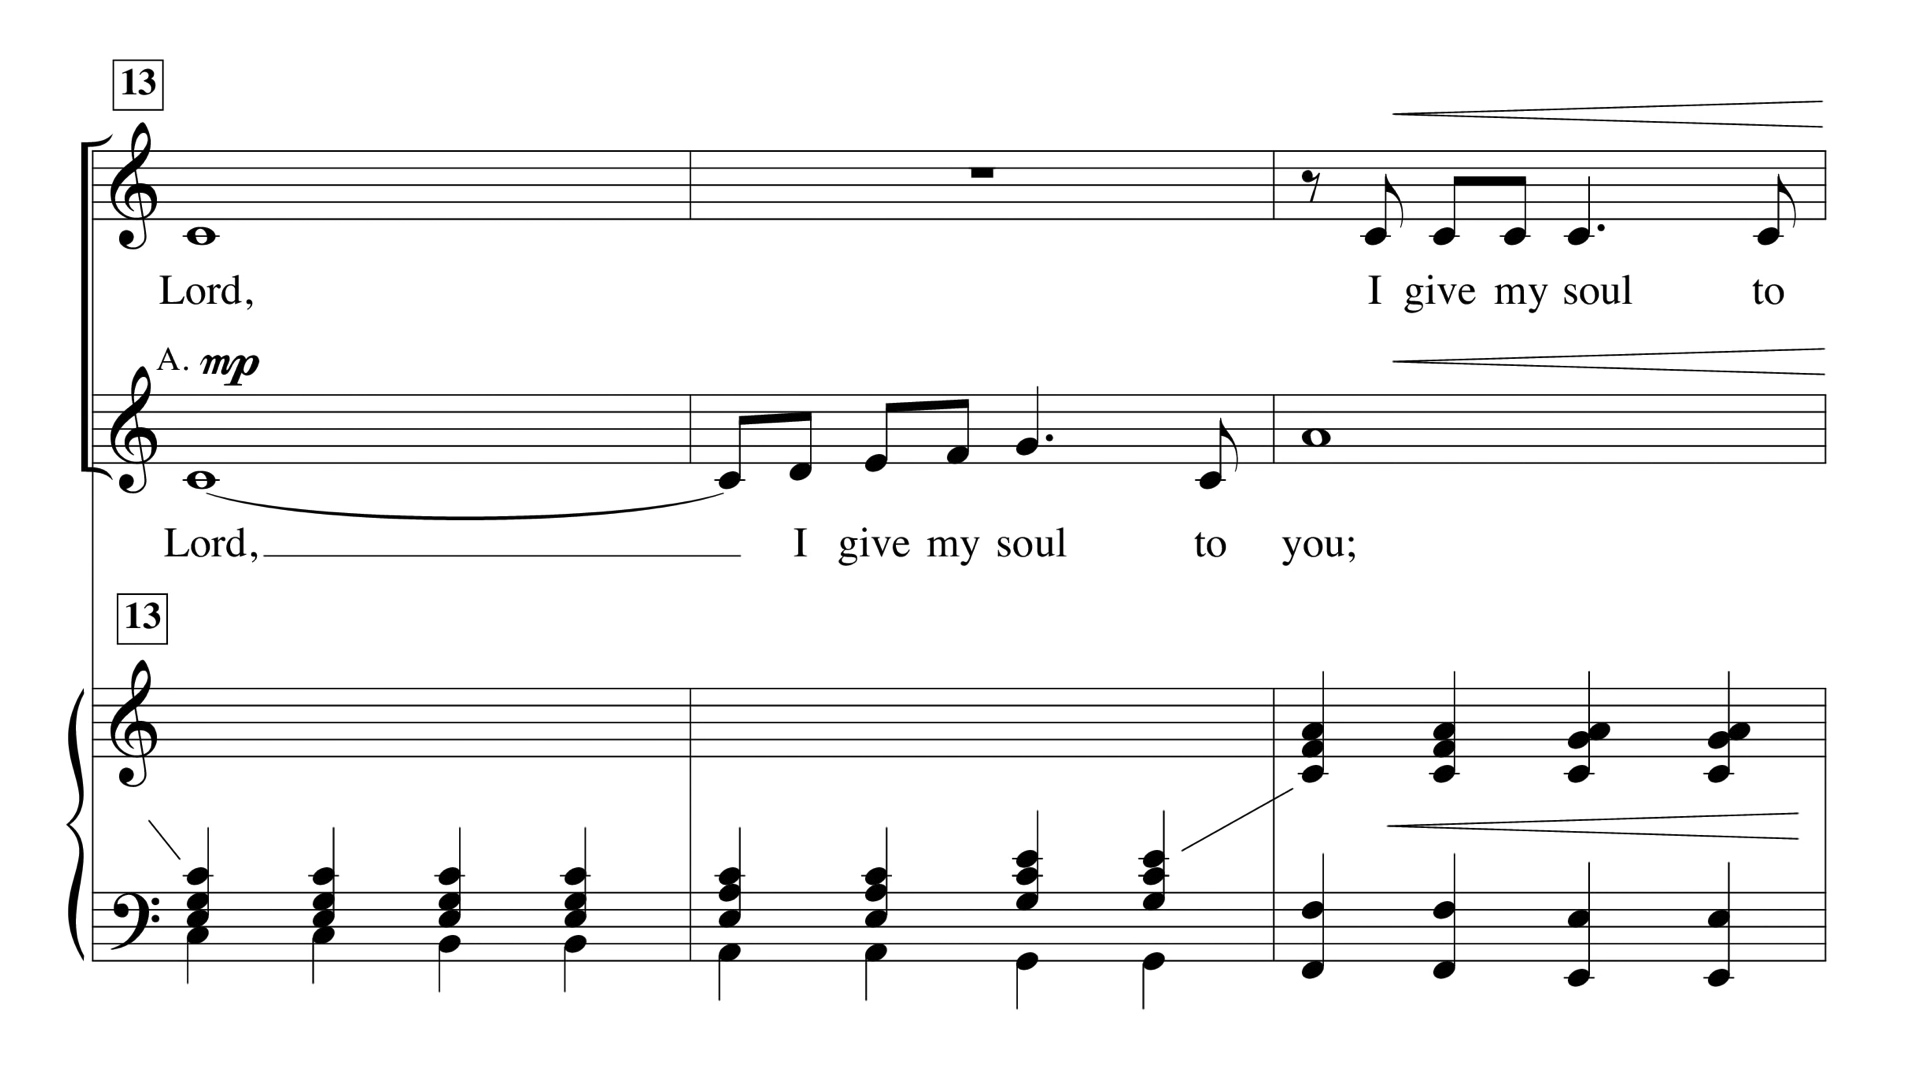 13
Lord, I give my soul to
A. mp
Lord, I give my soul to you;
13